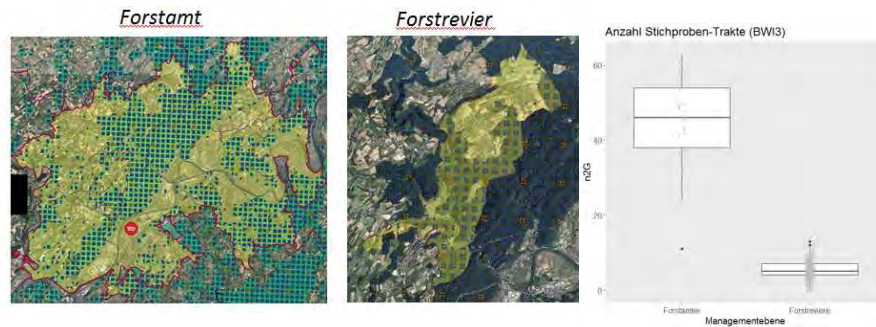 Forstamt
Forstrevier
Anzahl Stichproben-Trakte (BWI3)
60
40
20
0
n2G
Forstämter
Forstreviere
Managementebene